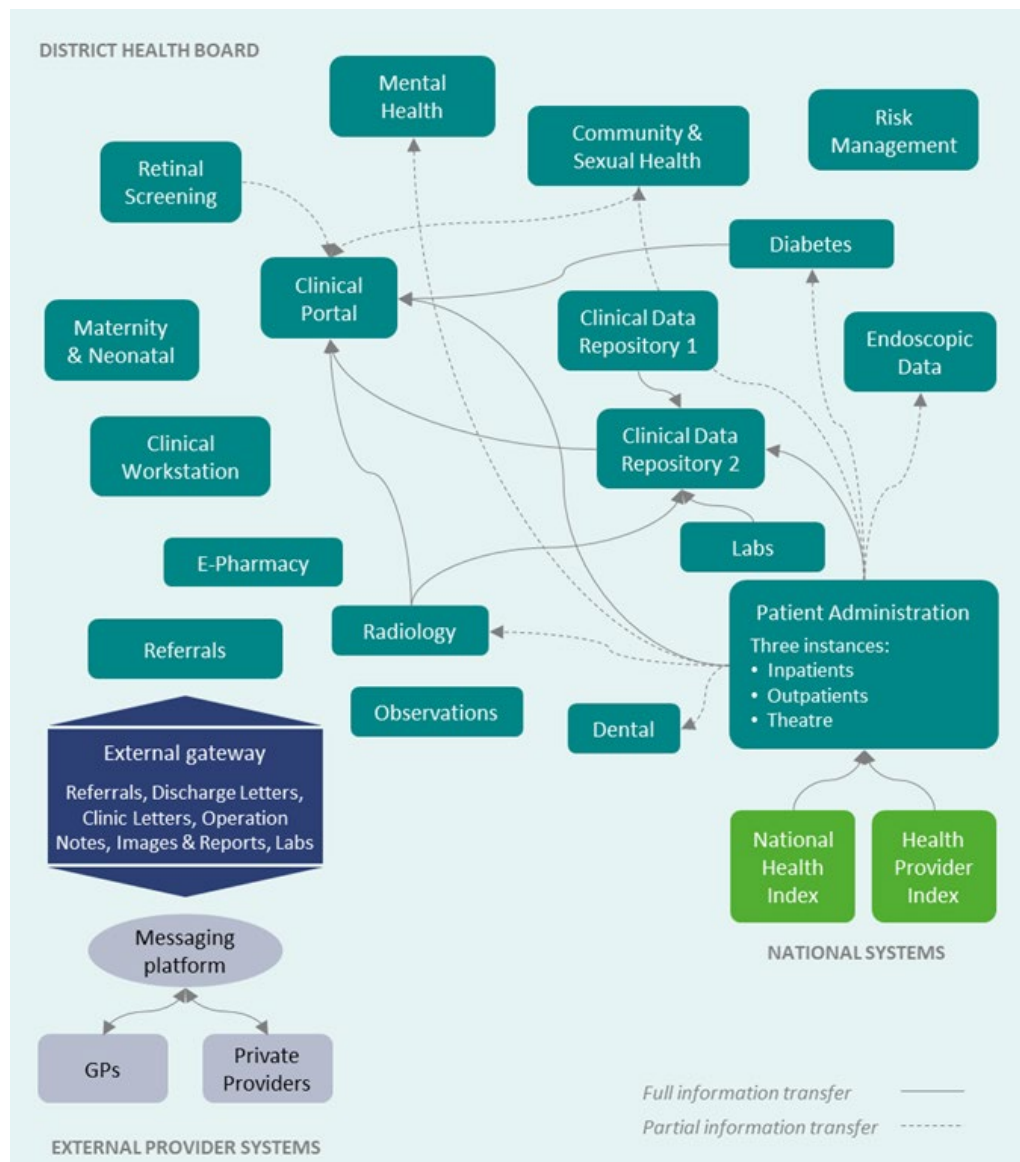 DISTRICT HEALTH BOARD
Mental
Health
Community &
Sexual Health
Risk
Management
Retinal
Screening
Diabetes
Clinical
Portal
Clinical Data
Repository 1
Maternity
& Neonatal
Endoscopic
Data
Clinical
Workstation
Clinical Data
Repository 2
Labs
E-Pharmacy
Radiology
Referrals
Patient Administration
Three instances:
• Inpatients
• Outpatients
• Theatre
Observations
Dental
External gateway
Referrals, Discharge Letters,
Clinic Letters, Operation
Notes, Images & Reports, Labs
National
Health
Index
Health
Provider
Index
NATIONAL SYSTEMS
Messaging
platform
GPs
Private
Providers
EXTERNAL PROVIDER SYSTEMS
Full information transfer
Partial information transfer